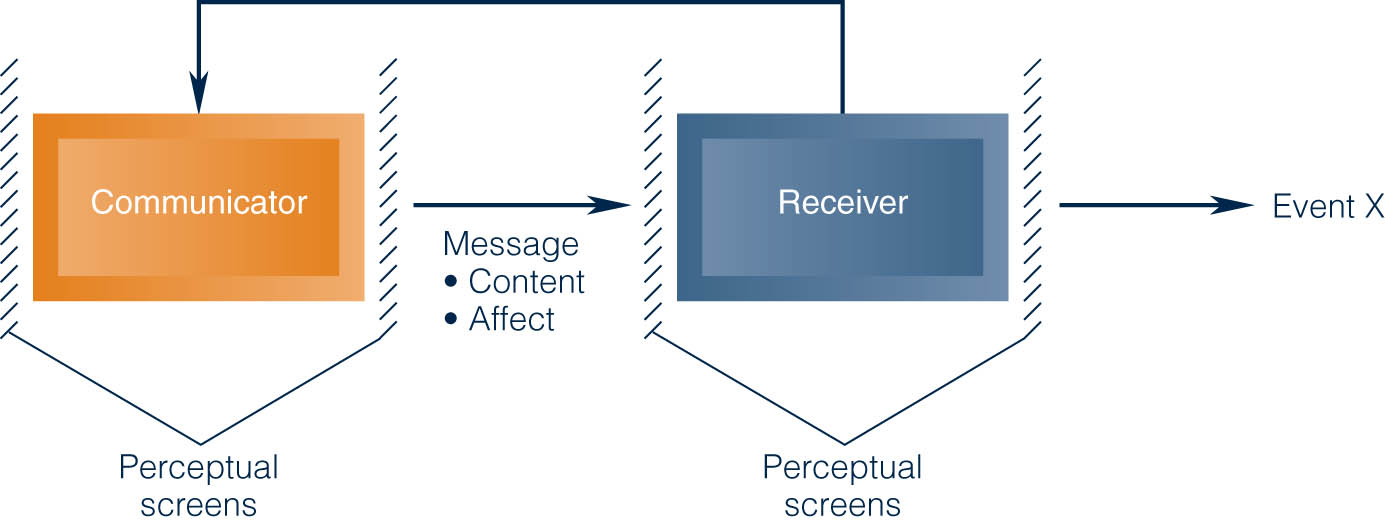 Communicator
Message
• Content
• Affect
Receiver
Event X
Perceptual
screens
Perceptual
screens